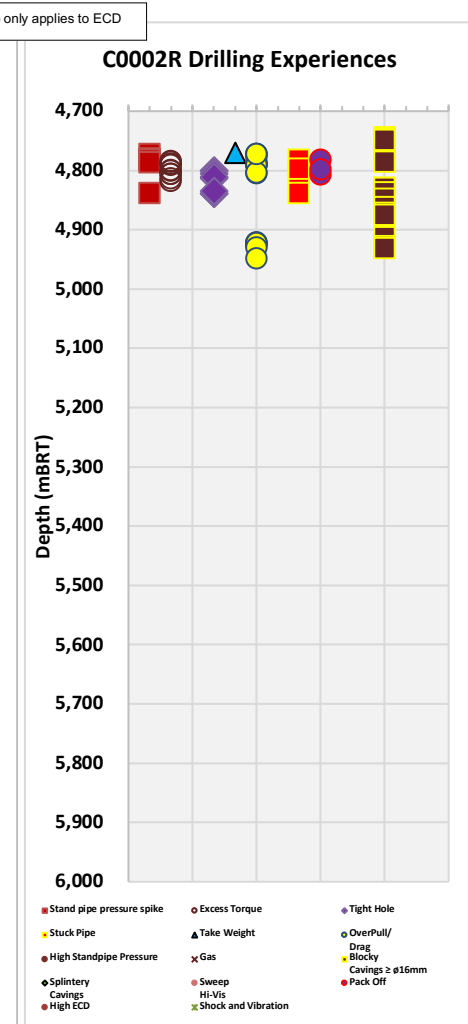 only applies to ECD
C0002R Drilling Experiences
4,700
4,800
4,900
5,000
5,100
5,200
5,300
5,400
5,500
5,600
5,700
5,800
5,900
6,000
Depth (mBRT)
Stand pipe pressure spike
Excess Torque
Tight Hole
Stuck Pipe
Take Weight
OverPull/
Drag
High Standpipe Pressure
Gas
Blocky
Cavings ≥ ø16mm
Splintery
Cavings
Sweep
Hi-Vis
Pack Off
High ECD
Shock and Vibration